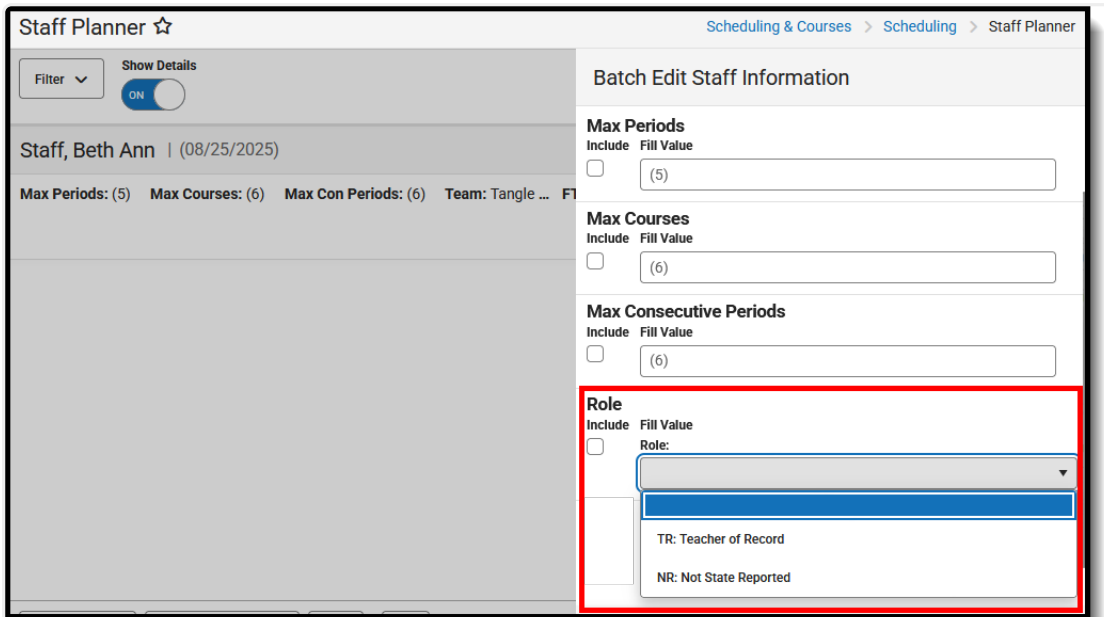 Staff Planner
Scheduling & Courses > Scheduling > Staff Planner
Filter
Show Details
ON
Staff, Beth Ann | (08/25/2025)
Max Periods: (5) Max Courses: (6) Max Con Periods: (6) Team: Tangle ... FT
Batch Edit Staff Information
Max Periods
Include Fill Value
(5)
Max Courses
Include Fill Value
(6)
Max Consecutive Periods
Include Fill Value
(6)
Role
Include Fill Value
Role:
TR: Teacher of Record
NR: Not State Reported